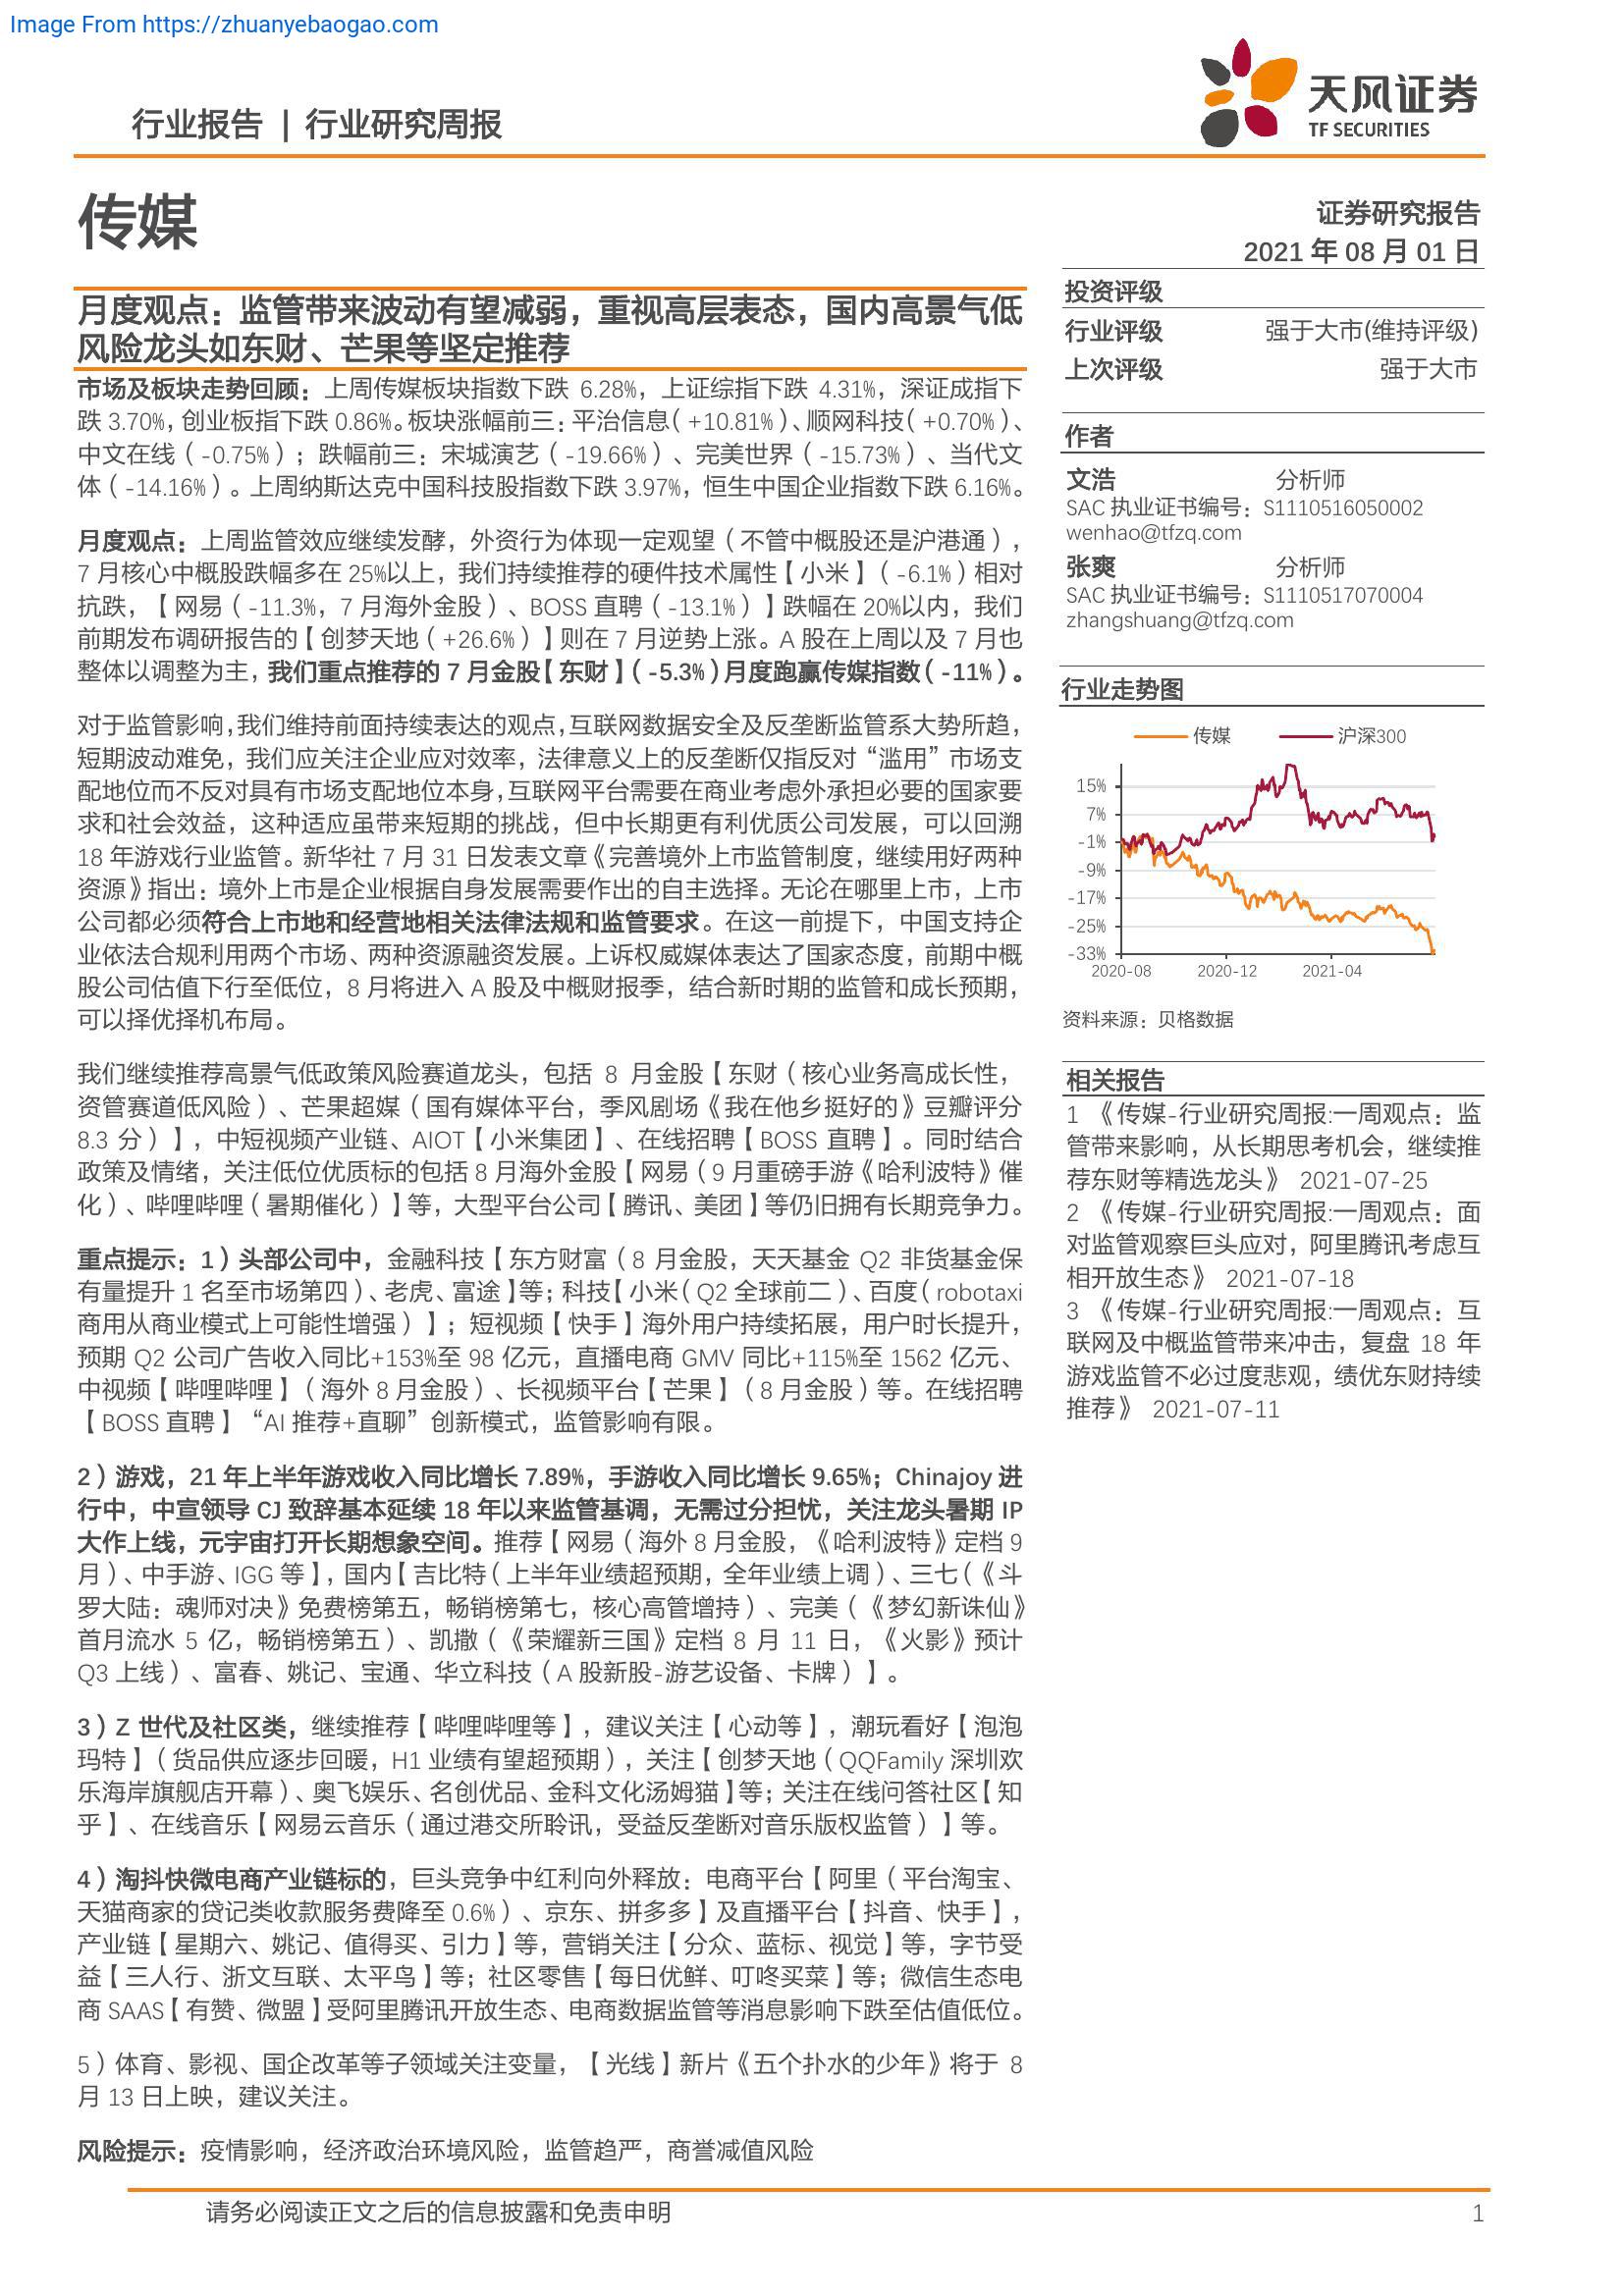 Image From https://zhuanyebaogao.com
行业报告 | 行业研究周报
天风证券
TF SECURITIES
传媒
证券研究报告
2021 年 08 月 01 日
月度观点：监管带来波动有望减弱，重视高层表态，国内高景气低
风险龙头如东财、芒果等坚定推荐
市场及板块走势回顾：上周传媒板块指数下跌 6.28%，上证综指下跌 4.31%，深证成指下
跌 3.70%，创业板指下跌 0.86%。板块涨幅前三：平治信息（+10.81%）、顺网科技（+0.70%）、
中文在线（-0.75%）；跌幅前三：宋城演艺（-19.66%）、完美世界（-15.73%）、当代文
体（-14.16%）。上周纳斯达克中国科技股指数下跌 3.97%，恒生中国企业指数下跌 6.16%。
月度观点：上周监管效应继续发酵，外资行为体现一定观望（不管中概股还是沪港通），
7 月核心中概股跌幅多在 25%以上，我们持续推荐的硬件技术属性【小米】（-6.1%）相对
抗跌，【网易（-11.3%，7 月海外金股）、BOSS 直聘（-13.1%）】跌幅在 20%以内，我们
前期发布调研报告的【创梦天地（+26.6%）】则在 7 月逆势上涨。A 股在上周以及 7 月也
整体以调整为主，我们重点推荐的 7 月金股【东财】（-5.3%）月度跑赢传媒指数（-11%）。
对于监管影响，我们维持前面持续表达的观点，互联网数据安全及反垄断监管系大势所趋，
短期波动难免，我们应关注企业应对效率，法律意义上的反垄断仅指反对“滥用”市场支
配地位而不反对具有市场支配地位本身，互联网平台需要在商业考虑外承担必要的国家要
求和社会效益，这种适应虽带来短期的挑战，但中长期更有利优质公司发展，可以回溯
18 年游戏行业监管。新华社 7 月 31 日发表文章《完善境外上市监管制度，继续用好两种
资源》指出：境外上市是企业根据自身发展需要作出的自主选择。无论在哪里上市，上市
公司都必须符合上市地和经营地相关法律法规和监管要求。在这一前提下，中国支持企
业依法合规利用两个市场、两种资源融资发展。上诉权威媒体表达了国家态度，前期中概
股公司估值下行至低位，8 月将进入 A 股及中概财报季，结合新时期的监管和成长预期，
可以择优择机布局。
我们继续推荐高景气低政策风险赛道龙头，包括 8 月金股【东财（核心业务高成长性，
资管赛道低风险）、芒果超媒（国有媒体平台，季风剧场《我在他乡挺好的》豆瓣评分
8.3 分）】，中短视频产业链、AIOT【小米集团】、在线招聘【BOSS 直聘】。同时结合
政策及情绪，关注低位优质标的包括 8 月海外金股【网易（9 月重磅手游《哈利波特》催
化）、哔哩哔哩（暑期催化）】等，大型平台公司【腾讯、美团】等仍旧拥有长期竞争力。
重点提示：1）头部公司中，金融科技【东方财富（8 月金股，天天基金 Q2 非货基金保
有量提升 1 名至市场第四）、老虎、富途】等；科技【小米（Q2 全球前二）、百度（robotaxi
商用从商业模式上可能性增强）】；短视频【快手】海外用户持续拓展，用户时长提升，
预期 Q2 公司广告收入同比+153%至 98 亿元，直播电商 GMV 同比+115%至 1562 亿元、
中视频【哔哩哔哩】（海外 8 月金股）、长视频平台【芒果】（8 月金股）等。在线招聘
【BOSS 直聘】“AI 推荐+直聊”创新模式，监管影响有限。
2）游戏，21 年上半年游戏收入同比增长 7.89%，手游收入同比增长 9.65%；Chinajoy 进
行中，中宣领导 CJ 致辞基本延续 18 年以来监管基调，无需过分担忧，关注龙头暑期 IP
大作上线，元宇宙打开长期想象空间。推荐【网易（海外 8 月金股，《哈利波特》定档 9
月）、中手游、IGG 等】，国内【吉比特（上半年业绩超预期，全年业绩上调）、三七（《斗
罗大陆：魂师对决》免费榜第五，畅销榜第七，核心高管增持）、完美（《梦幻新诛仙》
首月流水 5 亿，畅销榜第五）、凯撒（《荣耀新三国》定档 8 月 11 日，《火影》预计
Q3 上线）、富春、姚记、宝通、华立科技（A 股新股-游艺设备、卡牌）】。
3）Z 世代及社区类，继续推荐【哔哩哔哩等】，建议关注【心动等】，潮玩看好【泡泡
玛特】（货品供应逐步回暖，H1 业绩有望超预期），关注【创梦天地（QQFamily 深圳欢
乐海岸旗舰店开幕）、奥飞娱乐、名创优品、金科文化汤姆猫】等；关注在线问答社区【知
乎】、在线音乐【网易云音乐（通过港交所聆讯，受益反垄断对音乐版权监管）】等。
4）淘抖快微电商产业链标的，巨头竞争中红利向外释放：电商平台【阿里（平台淘宝、
天猫商家的贷记类收款服务费降至 0.6%）、京东、拼多多】及直播平台【抖音、快手】，
产业链【星期六、姚记、值得买、引力】等，营销关注【分众、蓝标、视觉】等，字节受
益【三人行、浙文互联、太平鸟】等；社区零售【每日优鲜、叮咚买菜】等；微信生态电
商 SAAS【有赞、微盟】受阿里腾讯开放生态、电商数据监管等消息影响下跌至估值低位。
5）体育、影视、国企改革等子领域关注变量，【光线】新片《五个扑水的少年》将于 8
月 13 日上映，建议关注。
风险提示：疫情影响，经济政治环境风险，监管趋严，商誉减值风险
投资评级
行业评级 强于大市(维持评级)
上次评级 强于大市
作者
文浩 分析师
SAC 执业证书编号：S1110516050002
wenhao@tfzq.com
张爽 分析师
SAC 执业证书编号：S1110517070004
zhangshuang@tfzq.com
行业走势图
传媒 沪深300
15%
7%
-1%
-9%
-17%
-25%
-33%
2020-08 2020-12 2021-04
资料来源：贝格数据
相关报告
1 《传媒-行业研究周报:一周观点：监
管带来影响，从长期思考机会，继续推
荐东财等精选龙头》 2021-07-25
2 《传媒-行业研究周报:一周观点：面
对监管观察巨头应对，阿里腾讯考虑互
相开放生态》 2021-07-18
3 《传媒-行业研究周报:一周观点：互
联网及中概监管带来冲击，复盘 18 年
游戏监管不必过度悲观，绩优东财持续
推荐》 2021-07-11
请务必阅读正文之后的信息披露和免责申明
1